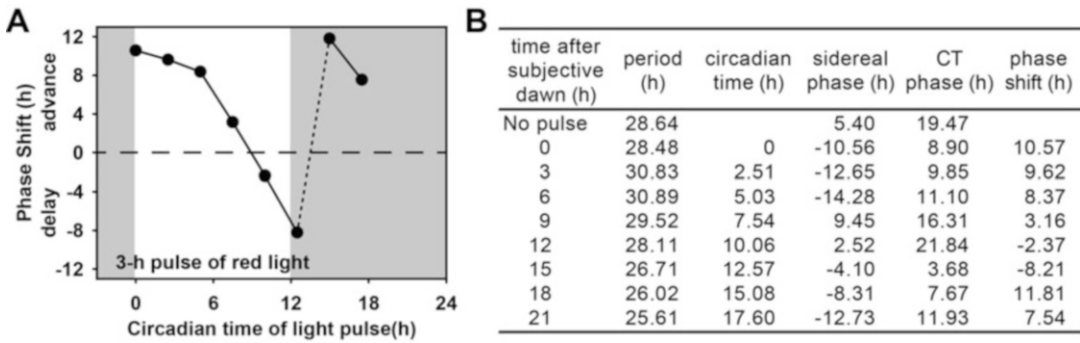 A
Phase Shift (h)
delay advance
12
8
4
0
-4
-8
-12
3-h pulse of red light
0 6 12 18 24
Circadian time of light pulse(h)
B
time after subjective dawn (h) period (h) circadian time (h) sidereal phase (h) CT phase (h) phase shift (h)
No pulse 28.64 5.40 19.47
0 28.48 0 -10.56 8.90 10.57
3 30.83 2.51 -12.65 9.85 9.62
6 30.89 5.03 -14.28 11.10 8.37
9 29.52 7.54 9.45 16.31 3.16
12 28.11 10.06 2.52 21.84 -2.37
15 26.71 12.57 -4.10 3.68 -8.21
18 26.02 15.08 -8.31 7.67 11.81
21 25.61 17.60 -12.73 11.93 7.54